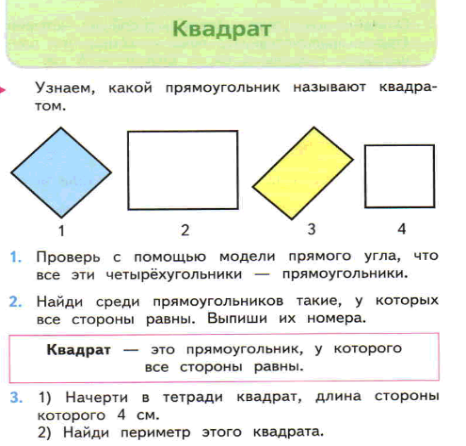 Квадрат
Узнаем, какой прямоугольник называют квадра-
том.
1 2 3 4
1. Проверь с помощью модели прямого угла, что
все эти четырёхугольники — прямоугольники.
2. Найди среди прямоугольников такие, у которых
все стороны равны. Выпиши их номера.
Квадрат — это прямоугольник, у которого
все стороны равны.
3. 1) Начерти в тетради квадрат, длина стороны
которого 4 см.
2) Найди периметр этого квадрата.